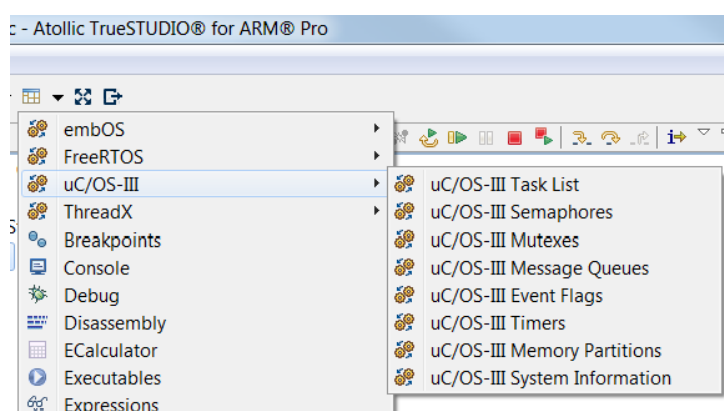 c - Atollic TrueSTUDIO® for ARM® Pro
embOS
FreeRTOS
uC/OS-III
ThreadX
Breakpoints
Console
Debug
Disassembly
ECalculator
Executables
Expressions
uC/OS-III Task List
uC/OS-III Semaphores
uC/OS-III Mutexes
uC/OS-III Message Queues
uC/OS-III Event Flags
uC/OS-III Timers
uC/OS-III Memory Partitions
uC/OS-III System Information